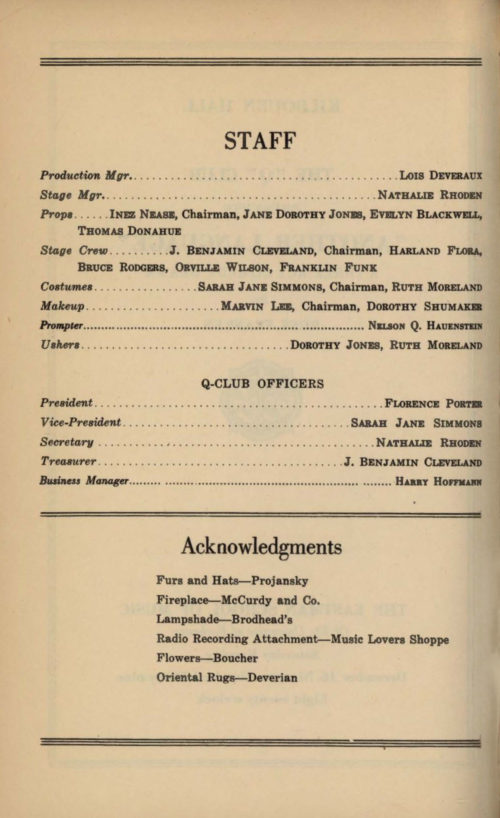 STAFF
Production Mgr. Lois Deveraux
Stage Mgr. Nathalie Rhoden
Props Inez Nease, Chairman, Jane Dorothy Jones, Evelyn Blackwell,
Thomas Donahue
Stage Crew J. Benjamin Cleveland, Chairman, Harland Flora,
Bruce Rodgers, Orville Wilson, Franklin Funk
Costumes Sarah Jane Simmons, Chairman, Ruth Moreland
Makeup Marvin Lee, Chairman, Dorothy Shumaker
Prompter Nelson Q. Hauenstein
Ushers Dorothy Jones, Ruth Moreland
Q-CLUB OFFICERS
President Florence Porter
Vice-President Sarah Jane Simmons
Secretary Nathalie Rhoden
Treasurer J. Benjamin Cleveland
Business Manager Harry Hoffmann
Acknowledgments
Furs and Hats—Projansky
Fireplace—McCurdy and Co.
Lampshade—Brodhead's
Radio Recording Attachment—Music Lovers Shoppe
Flowers—Boucher
Oriental Rugs—Deverian